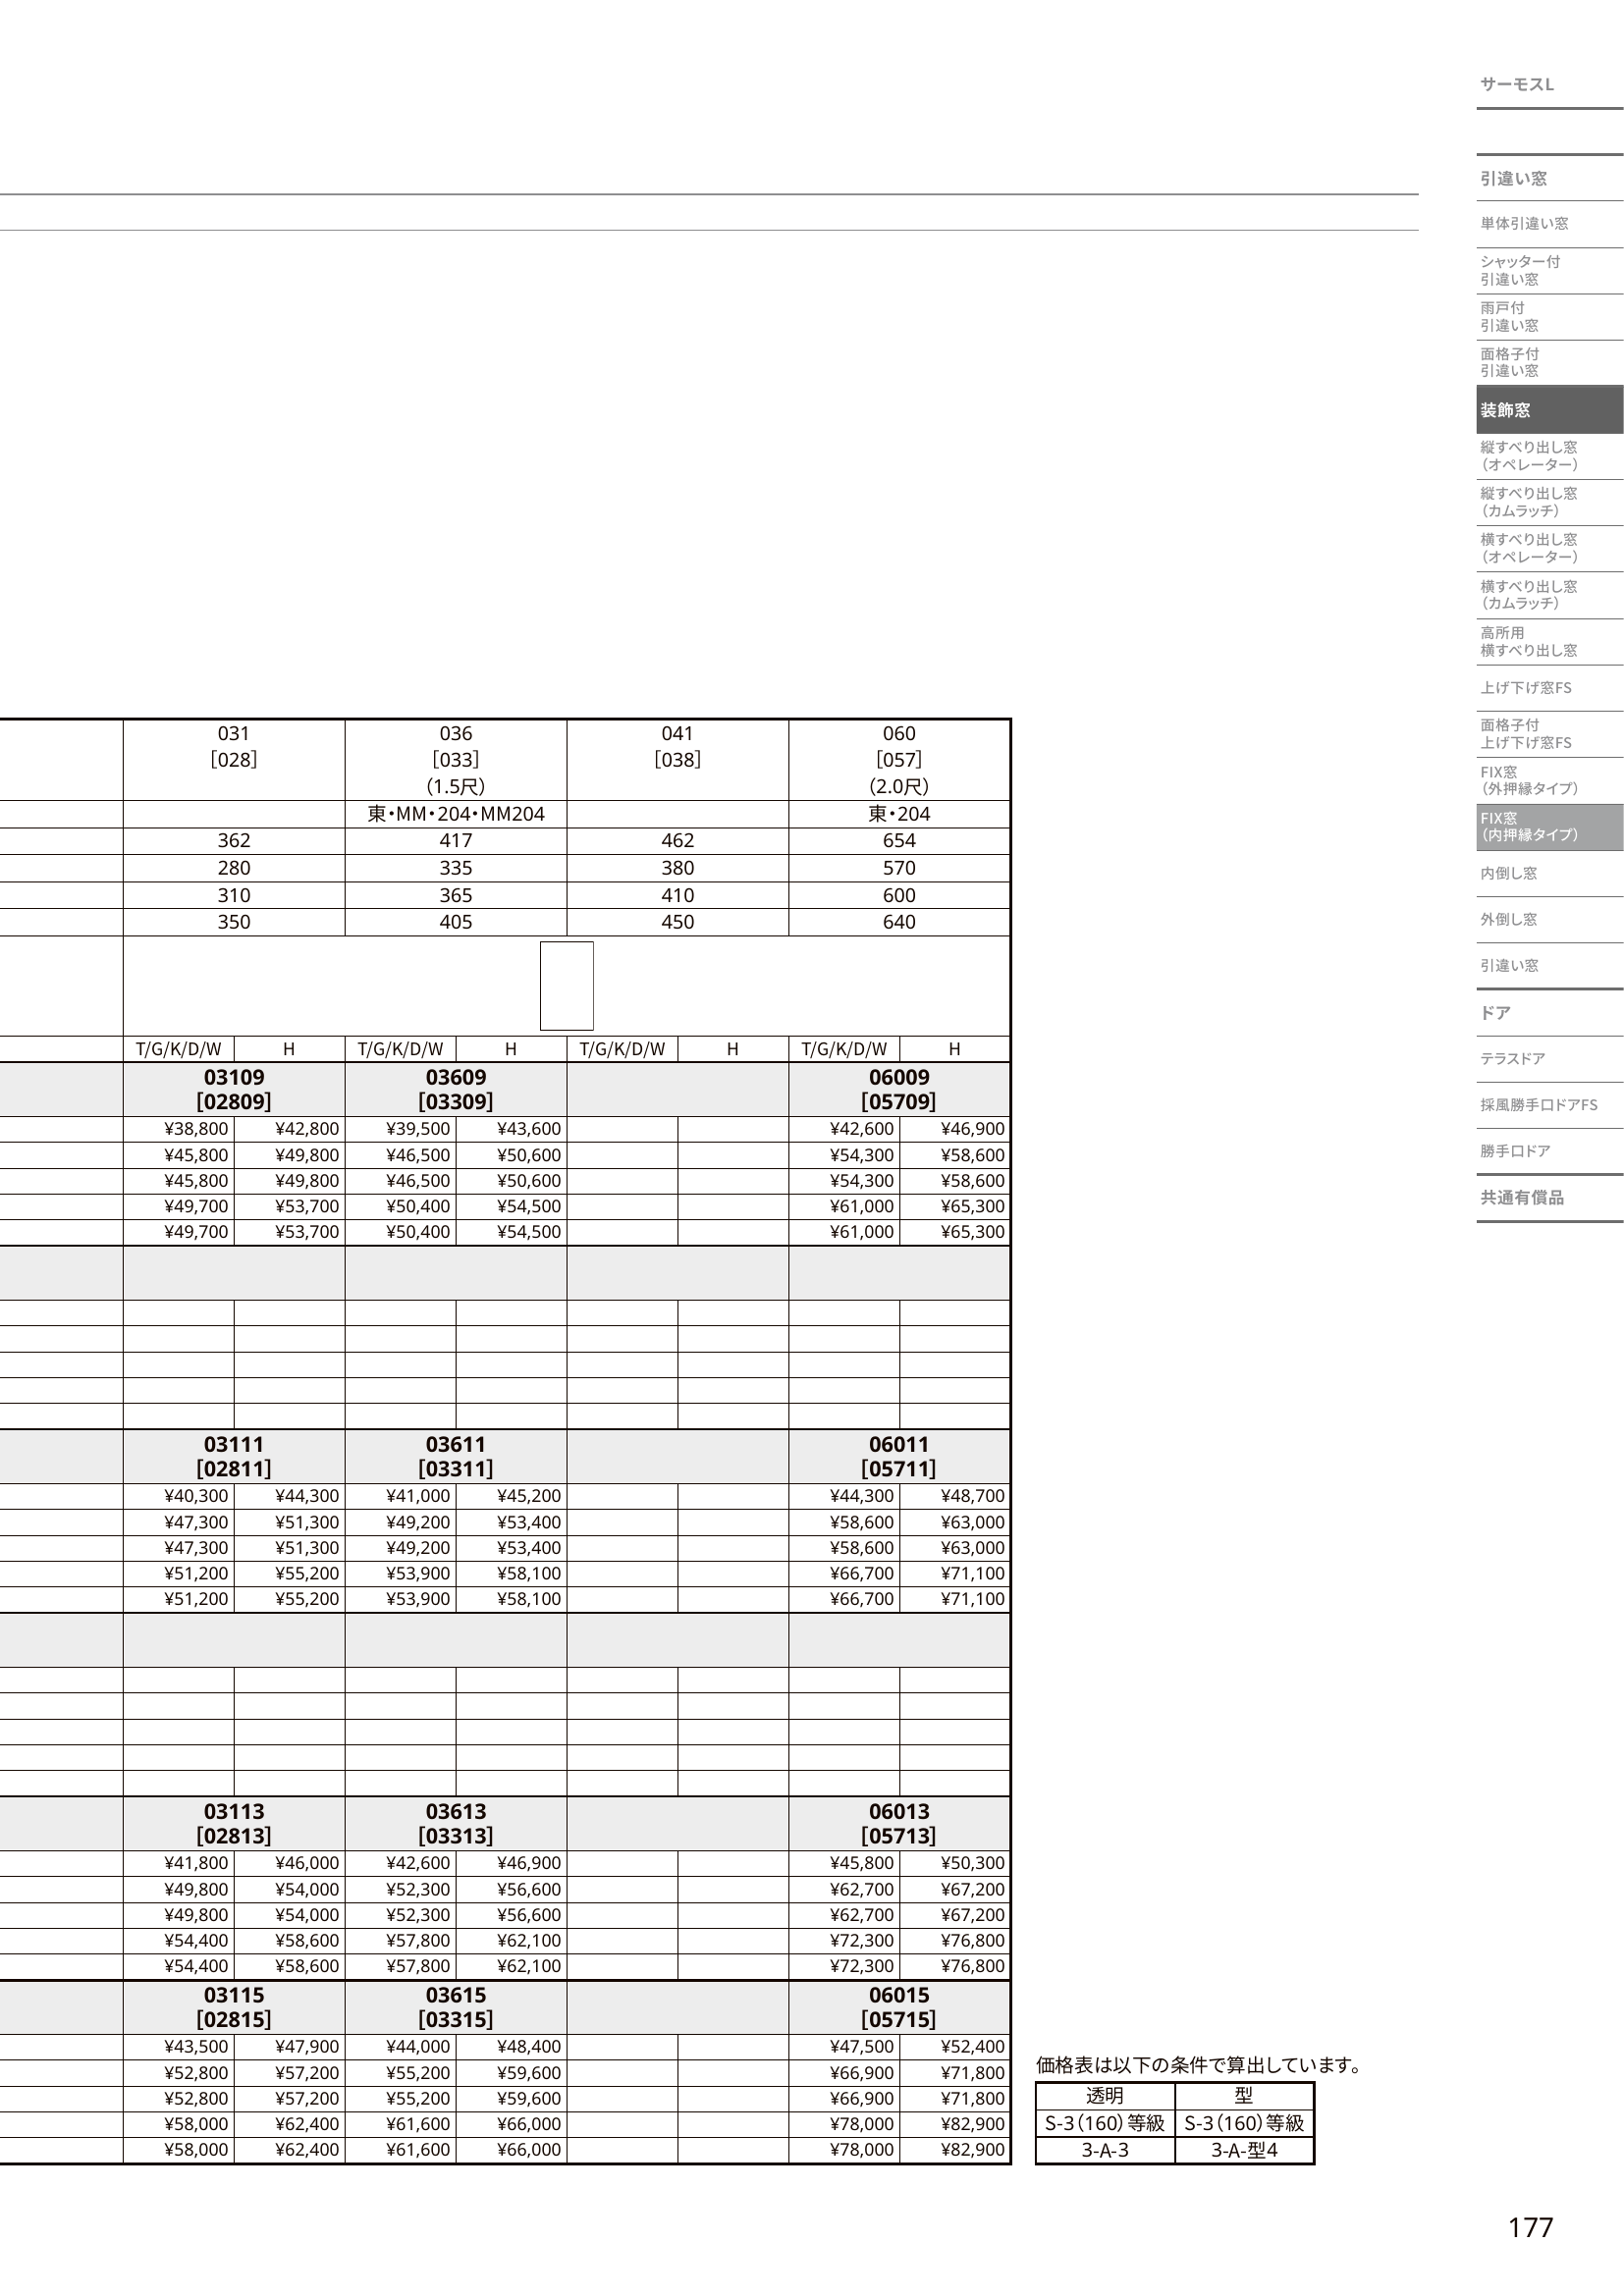 サーモスL
引違い窓
単体引違い窓
シャッター付
引違い窓
雨戸付
引違い窓
面格子付
引違い窓
装飾窓
縦すべり出し窓
（オペレーター）
縦すべり出し窓
（カムラッチ）
横すべり出し窓
（オペレーター）
横すべり出し窓
（カムラッチ）
高所用
横すべり出し窓
上げ下げ窓FS
面格子付
上げ下げ窓FS
FIX窓
（外押縁タイプ）
FIX窓
（内押縁タイプ）
内倒し窓
外倒し窓
引違い窓
ドア
テラスドア
採風勝手口ドアFS
勝手口ドア
共通有償品
031 036 041 060
［028］ ［033］ ［038］ ［057］
（1.5尺） （2.0尺）
東・MM・204・MM204 東・204
362 417 462 654
280 335 380 570
310 365 410 600
350 405 450 640
T/G/K/D/W H T/G/K/D/W H T/G/K/D/W H T/G/K/D/W H
03109 03609 06009
［02809］ ［03309］ ［05709］
¥38,800 ¥42,800 ¥39,500 ¥43,600 ¥42,600 ¥46,900
¥45,800 ¥49,800 ¥46,500 ¥50,600 ¥54,300 ¥58,600
¥45,800 ¥49,800 ¥46,500 ¥50,600 ¥54,300 ¥58,600
¥49,700 ¥53,700 ¥50,400 ¥54,500 ¥61,000 ¥65,300
¥49,700 ¥53,700 ¥50,400 ¥54,500 ¥61,000 ¥65,300
03111 03611 06011
［02811］ ［03311］ ［05711］
¥40,300 ¥44,300 ¥41,000 ¥45,200 ¥44,300 ¥48,700
¥47,300 ¥51,300 ¥49,200 ¥53,400 ¥58,600 ¥63,000
¥47,300 ¥51,300 ¥49,200 ¥53,400 ¥58,600 ¥63,000
¥51,200 ¥55,200 ¥53,900 ¥58,100 ¥66,700 ¥71,100
¥51,200 ¥55,200 ¥53,900 ¥58,100 ¥66,700 ¥71,100
03113 03613 06013
［02813］ ［03313］ ［05713］
¥41,800 ¥46,000 ¥42,600 ¥46,900 ¥45,800 ¥50,300
¥49,800 ¥54,000 ¥52,300 ¥56,600 ¥62,700 ¥67,200
¥49,800 ¥54,000 ¥52,300 ¥56,600 ¥62,700 ¥67,200
¥54,400 ¥58,600 ¥57,800 ¥62,100 ¥72,300 ¥76,800
¥54,400 ¥58,600 ¥57,800 ¥62,100 ¥72,300 ¥76,800
03115 03615 06015
［02815］ ［03315］ ［05715］
¥43,500 ¥47,900 ¥44,000 ¥48,400 ¥47,500 ¥52,400
¥52,800 ¥57,200 ¥55,200 ¥59,600 ¥66,900 ¥71,800
¥52,800 ¥57,200 ¥55,200 ¥59,600 ¥66,900 ¥71,800
¥58,000 ¥62,400 ¥61,600 ¥66,000 ¥78,000 ¥82,900
¥58,000 ¥62,400 ¥61,600 ¥66,000 ¥78,000 ¥82,900
価格表は以下の条件で算出しています。
透明 型
S-3（160）等級 S-3（160）等級
3-A-3 3-A-型4
177